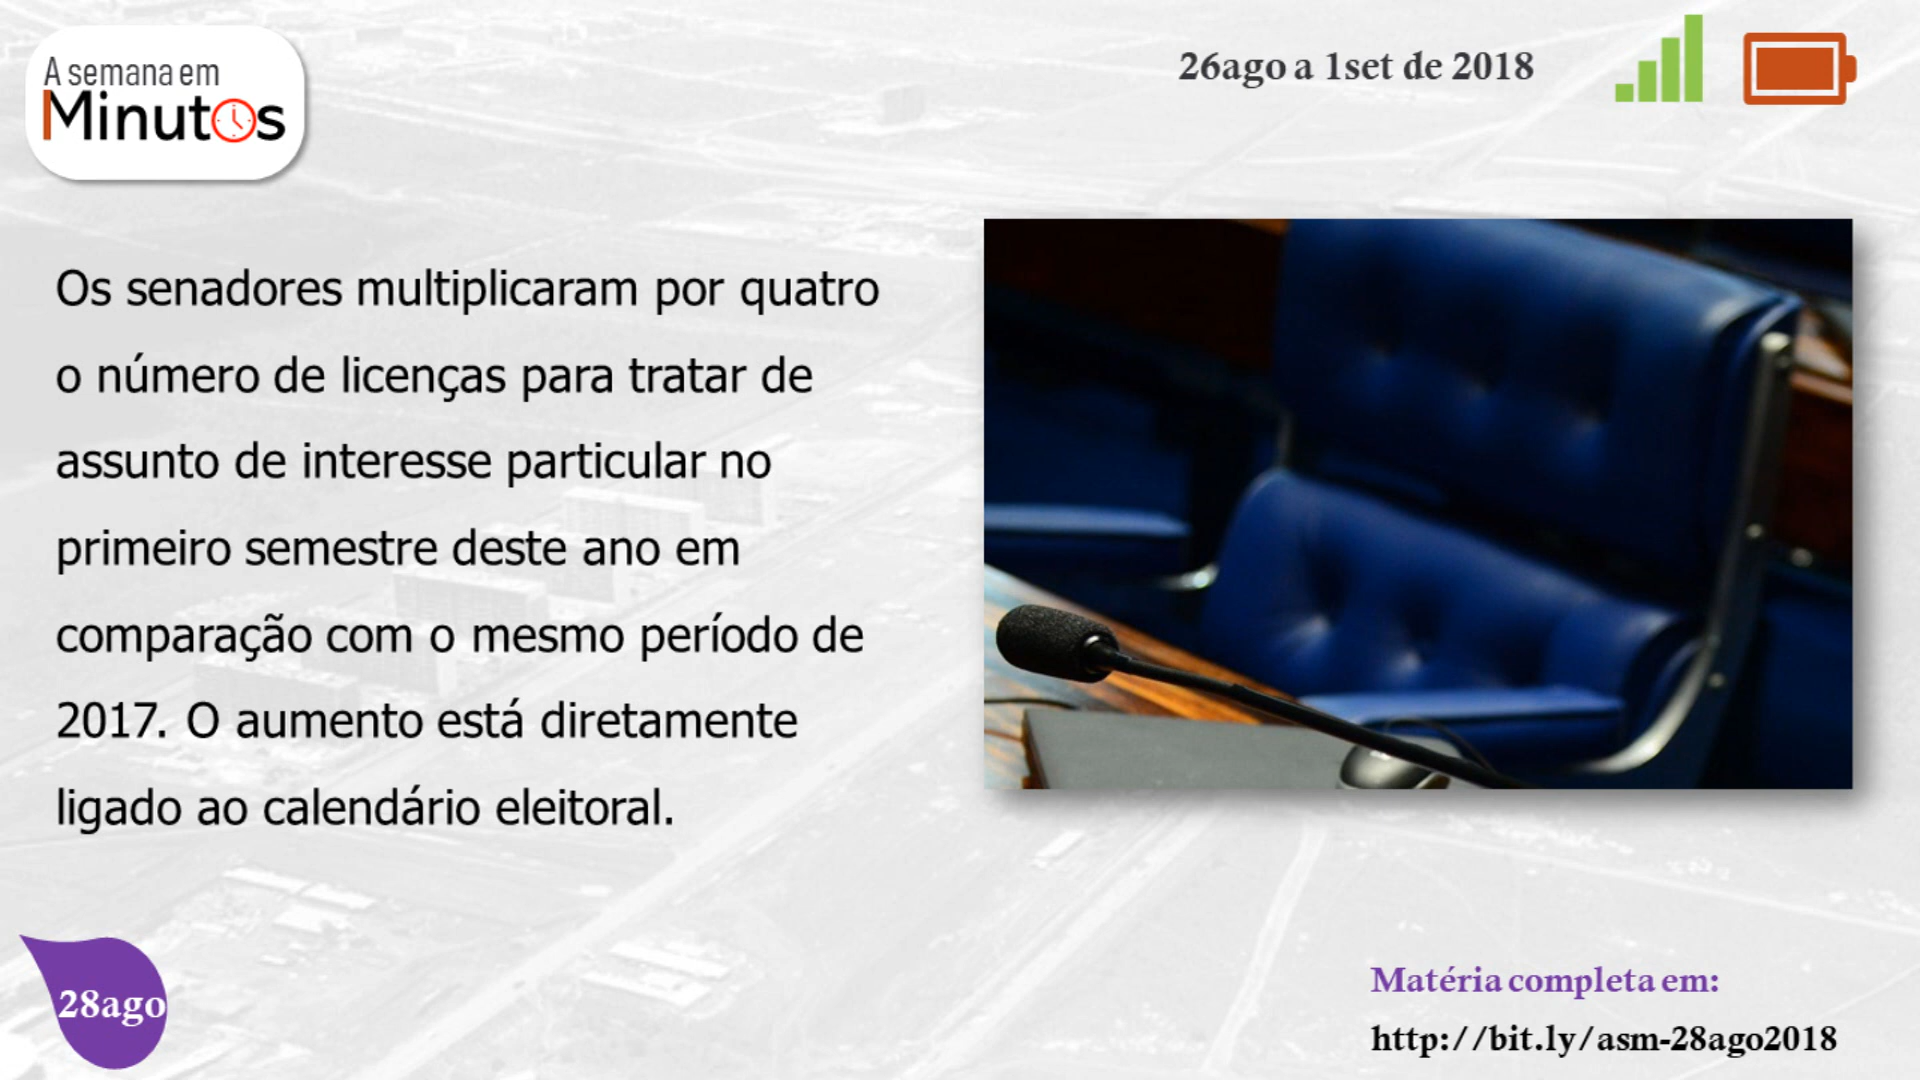 A semana em
Minutos
26ago a 1set de 2018
Os senadores multiplicaram por quatro
o número de licenças para tratar de
assunto de interesse particular no
primeiro semestre deste ano em
comparação com o mesmo período de
2017. O aumento está diretamente
ligado ao calendário eleitoral.
28ago
Matéria completa em:
http://bit.ly/asm-28ago2018